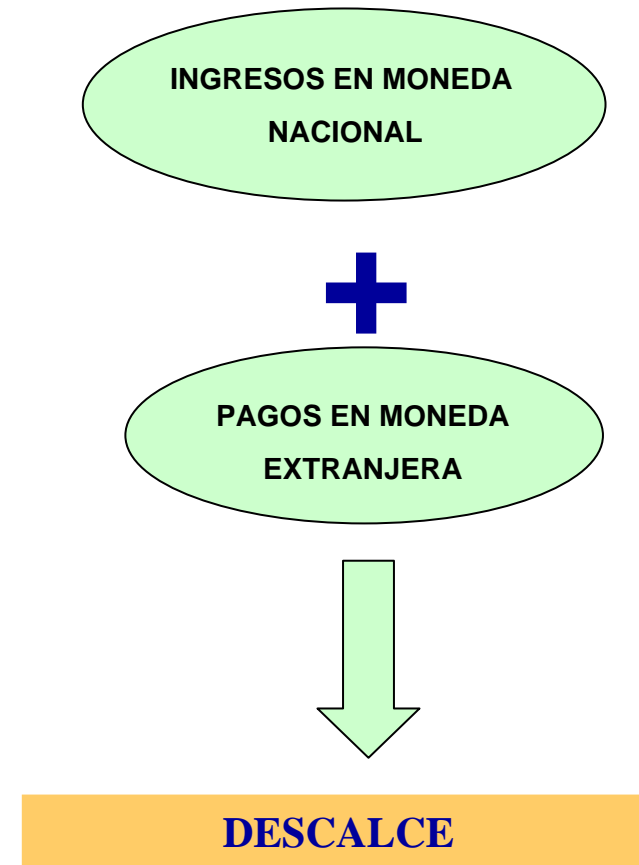 INGRESOS EN MONEDA
NACIONAL
+
PAGOS EN MONEDA
EXTRANJERA
DESCALCE